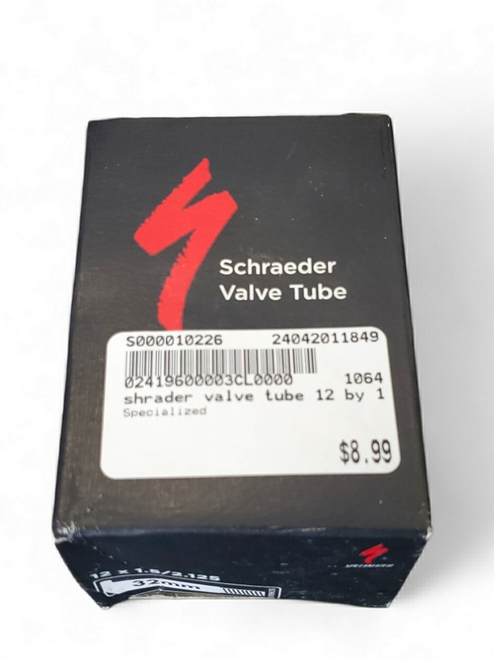 Schraeder
Valve Tube
S000010226 24042011849
02419600003CL0000 1064
shrader valve tube 12 by 1
Specialized
$8.99
12 x 1.5/2.125
32mm
SPECIALIZED